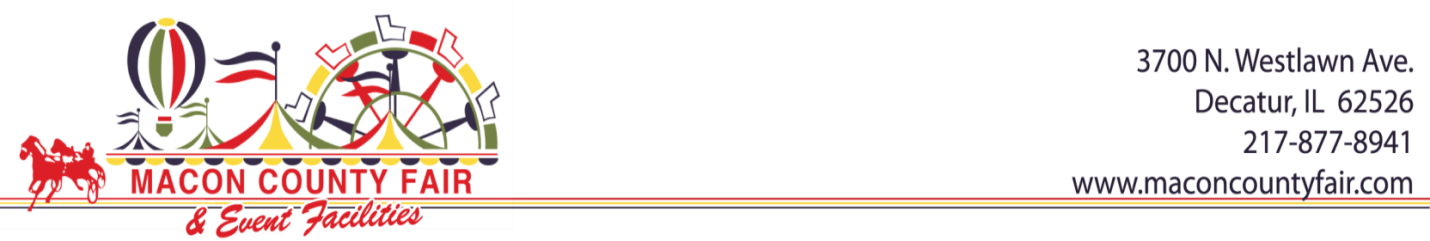 MACON COUNTY FAIR
& Event Facilities
3700 N. Westlawn Ave.
Decatur, IL 62526
217-877-8941
www.maconcountyfair.com